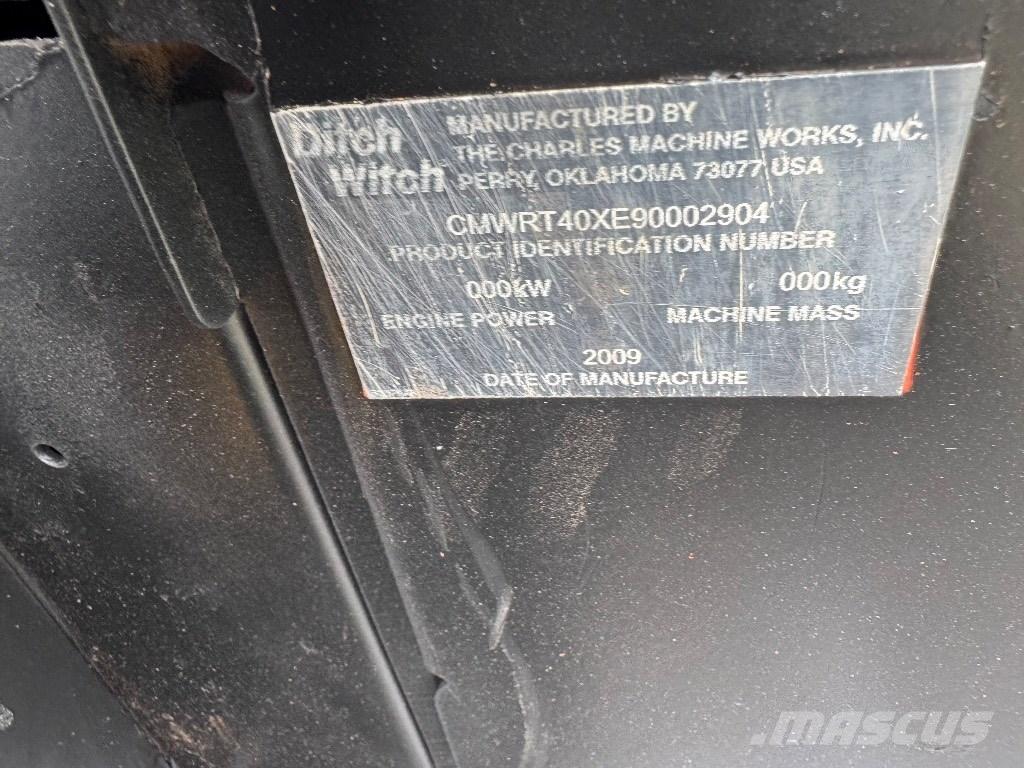 Ditch Witch
MANUFACTURED BY
THE CHARLES MACHINE WORKS, INC.
PERRY, OKLAHOMA 73077 USA
CMWRT40XE90002904
PRODUCT IDENTIFICATION NUMBER
000kW
000kg
ENGINE POWER
MACHINE MASS
2009
DATE OF MANUFACTURE
MASCUS